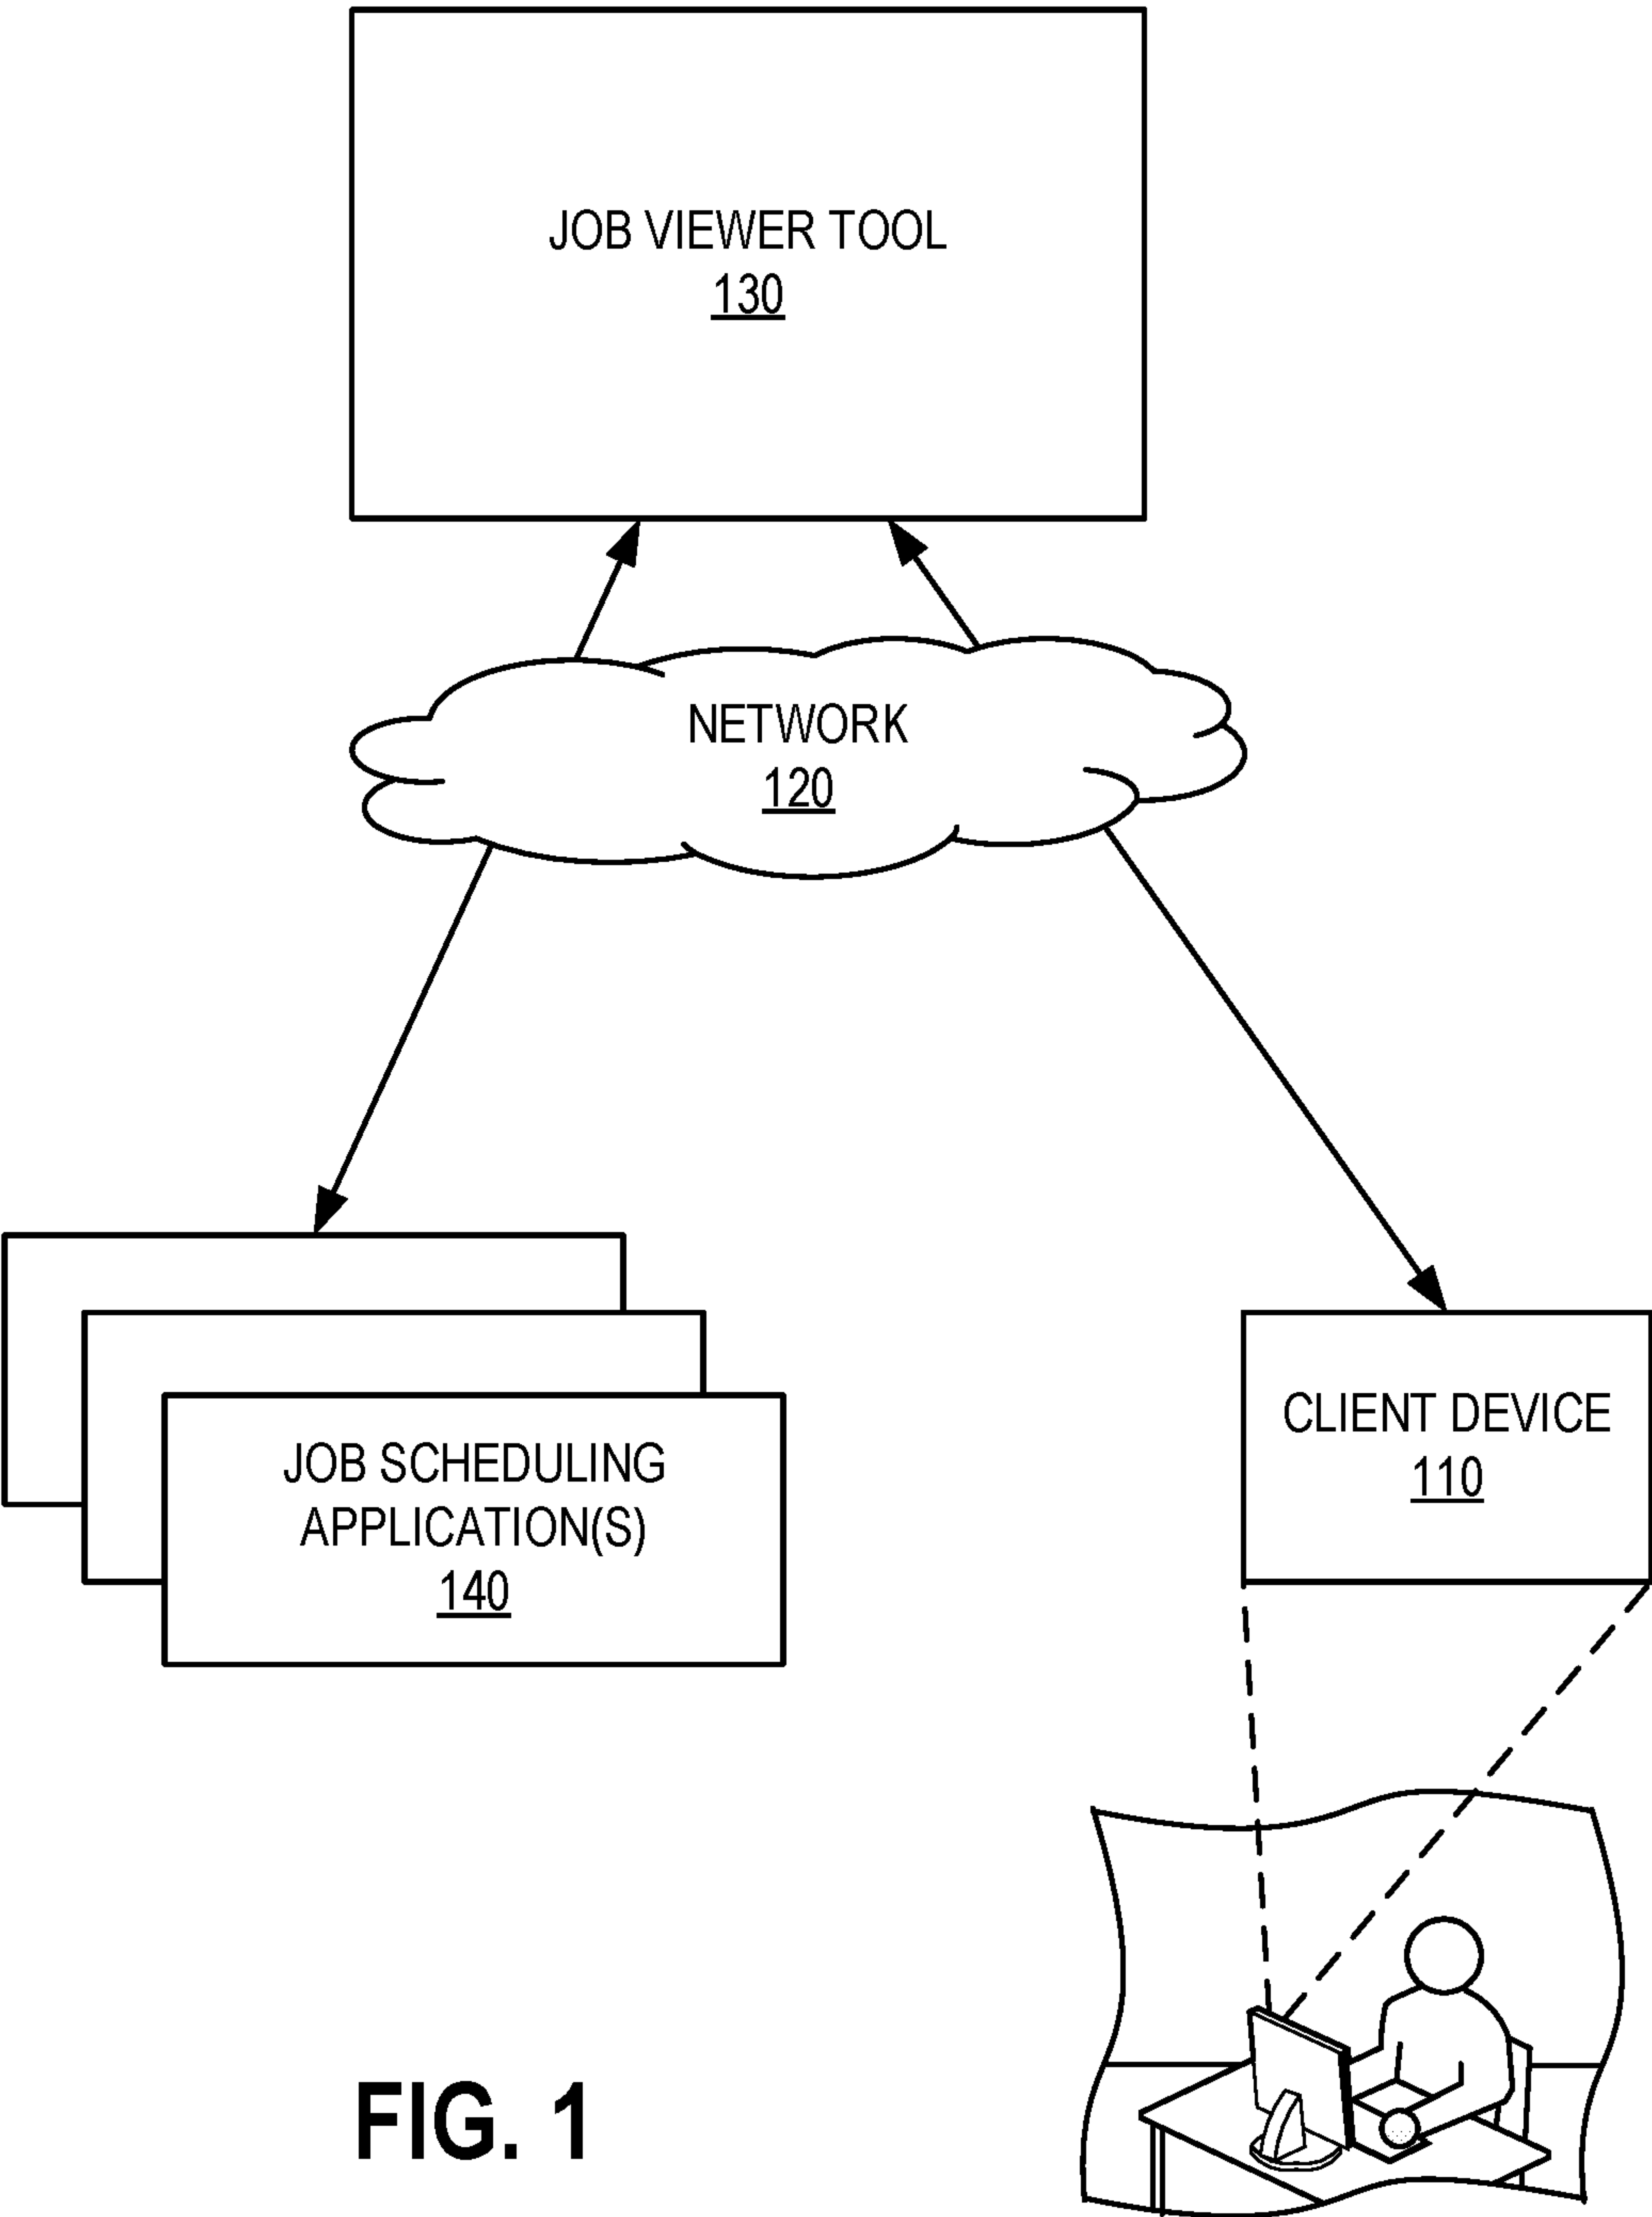 JOB VIEWER TOOL
130
NETWORK
120
JOB SCHEDULING
APPLICATION(S)
140
CLIENT DEVICE
110
FIG. 1